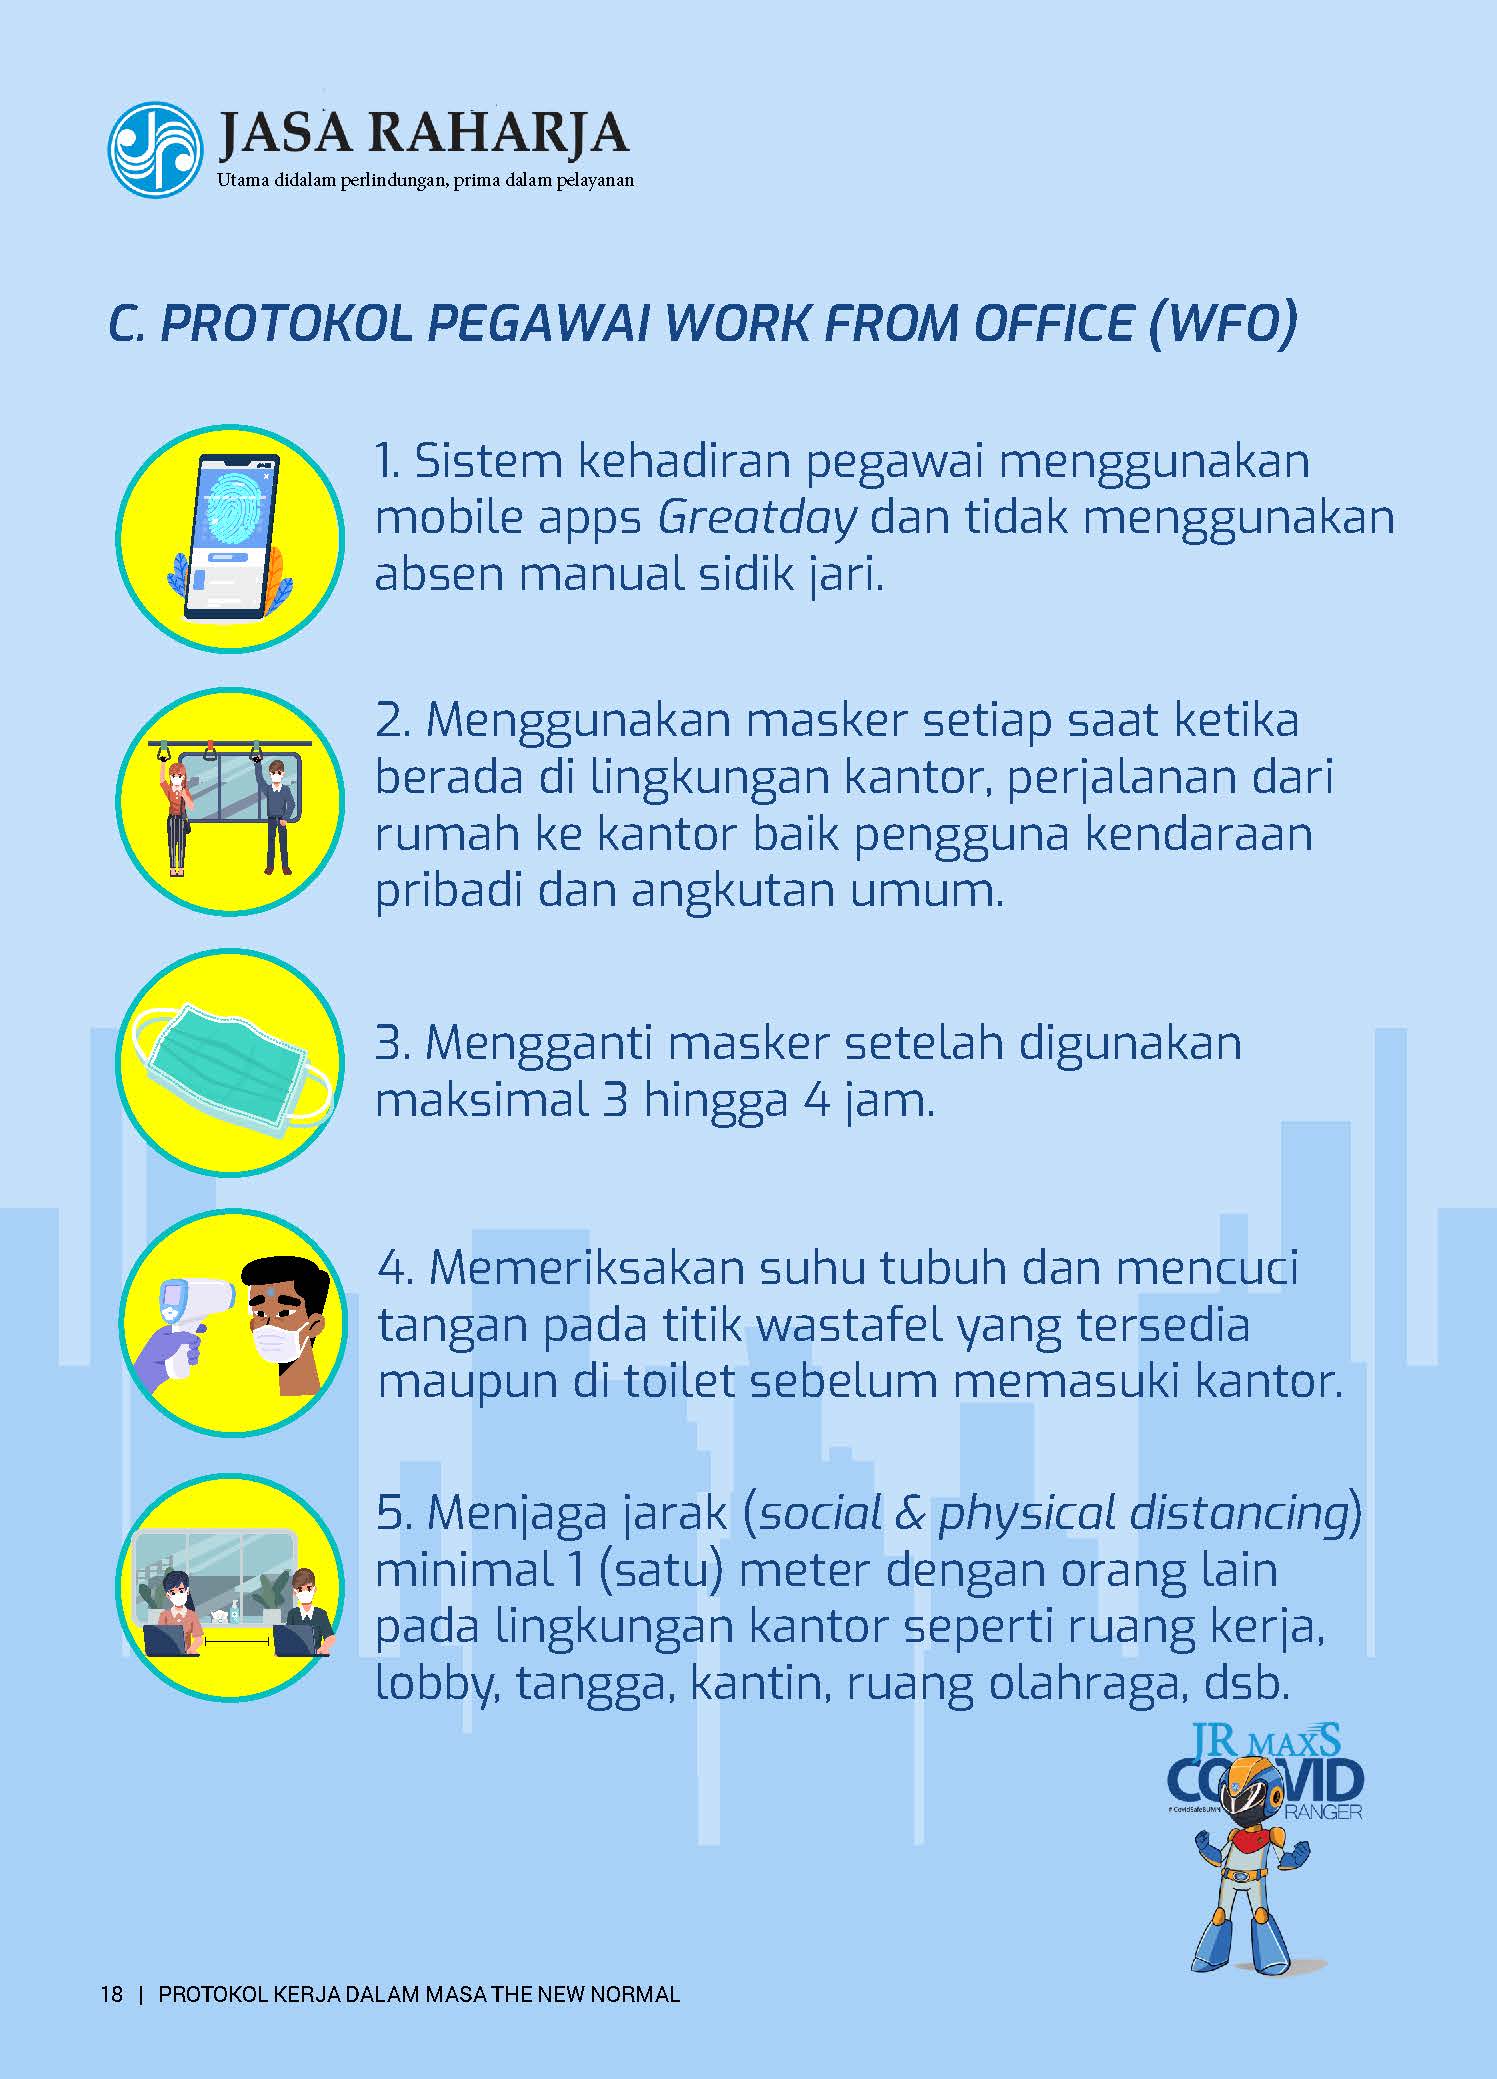 JASA RAHARJA
Utama didalam perlindungan, prima dalam pelayanan
C. PROTOKOL PEGAWAI WORK FROM OFFICE (WFO)
1. Sistem kehadiran pegawai menggunakan
mobile apps Greatday dan tidak menggunakan
absen manual sidik jari.
2. Menggunakan masker setiap saat ketika
berada di lingkungan kantor, perjalanan dari
rumah ke kantor baik pengguna kendaraan
pribadi dan angkutan umum.
3. Mengganti masker setelah digunakan
maksimal 3 hingga 4 jam.
4. Memeriksakan suhu tubuh dan mencuci
tangan pada titik wastafel yang tersedia
maupun di toilet sebelum memasuki kantor.
5. Menjaga jarak (social & physical distancing)
minimal 1 (satu) meter dengan orang lain
pada lingkungan kantor seperti ruang kerja,
lobby, tangga, kantin, ruang olahraga, dsb.
JR MAXS
COVID
#CovidSafeBUMN
RANGER
18 | PROTOKOL KERJA DALAM MASA THE NEW NORMAL